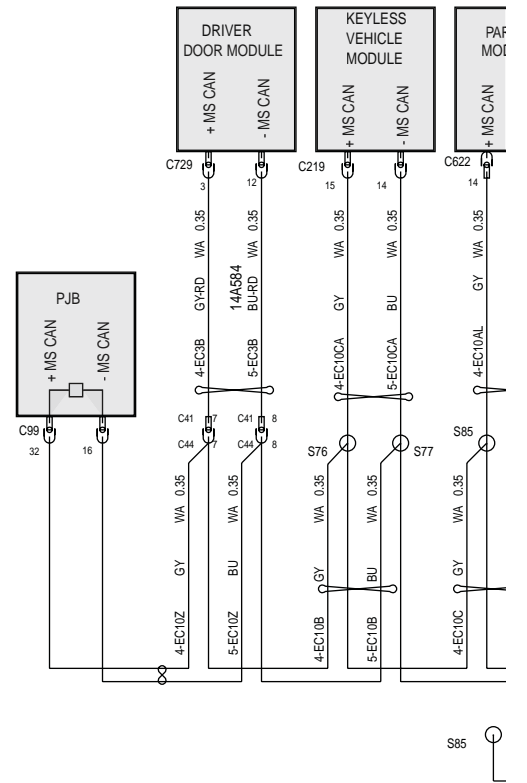 DRIVER
DOOR MODULE
+ MS CAN
- MS CAN
KEYLESS
VEHICLE
MODULE
+ MS CAN
- MS CAN
PAR
MOD
+ MS CAN
C729
3
12
C219
15
14
C622
14
WA 0.35
WA 0.35
WA 0.35
WA 0.35
WA 0.35
GY-RD
14A584
BU-RD
GY
BU
GY
4-EC3B
5-EC3B
4-EC10CA
5-EC10CA
4-EC10AL
PJB
+ MS CAN
- MS CAN
C99
32
16
C41
7
C41
8
C44
7
C44
8
S76
S77
S85
WA 0.35
WA 0.35
WA 0.35
WA 0.35
WA 0.35
GY
BU
GY
BU
GY
4-EC10Z
5-EC10Z
4-EC10B
5-EC10B
4-EC10C
S85